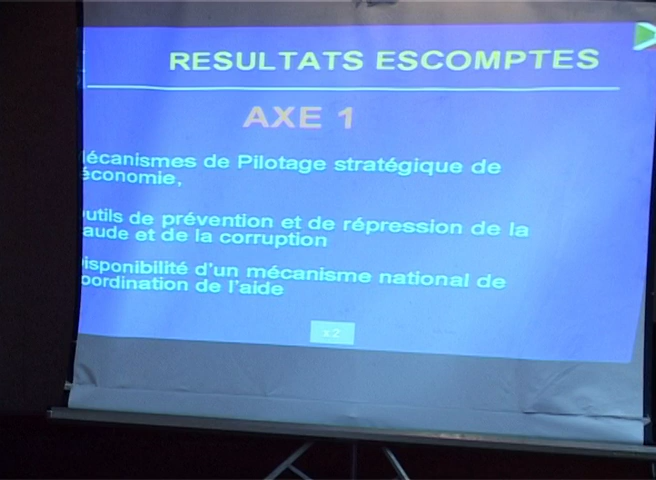 RESULTATS ESCOMPTES
AXE 1
écanismes de Pilotage stratégique de
économie,
utils de prévention et de répression de la
aude et de la corruption
isponibilité d'un mécanisme national de
oordination de l'aide
x2